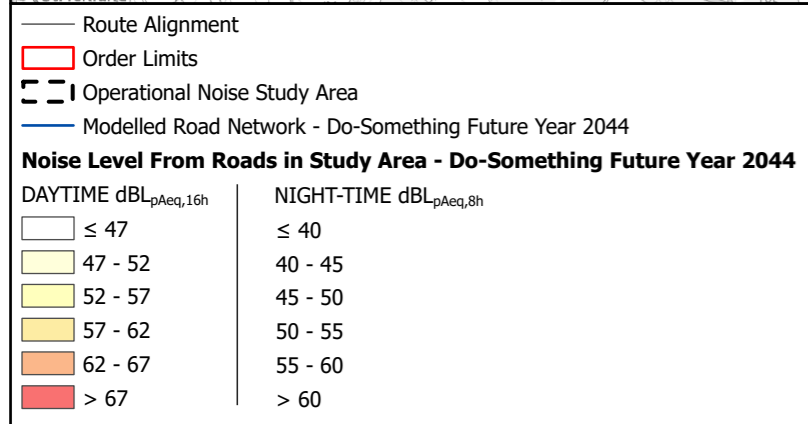 Route Alignment
Order Limits
Operational Noise Study Area
Modelled Road Network - Do-Something Future Year 2044
Noise Level From Roads in Study Area - Do-Something Future Year 2044
DAYTIME dBLpAeq,16h NIGHT-TIME dBLpAeq,8h
≤ 47 ≤ 40
47 - 52 40 - 45
52 - 57 45 - 50
57 - 62 50 - 55
62 - 67 55 - 60
> 67 > 60